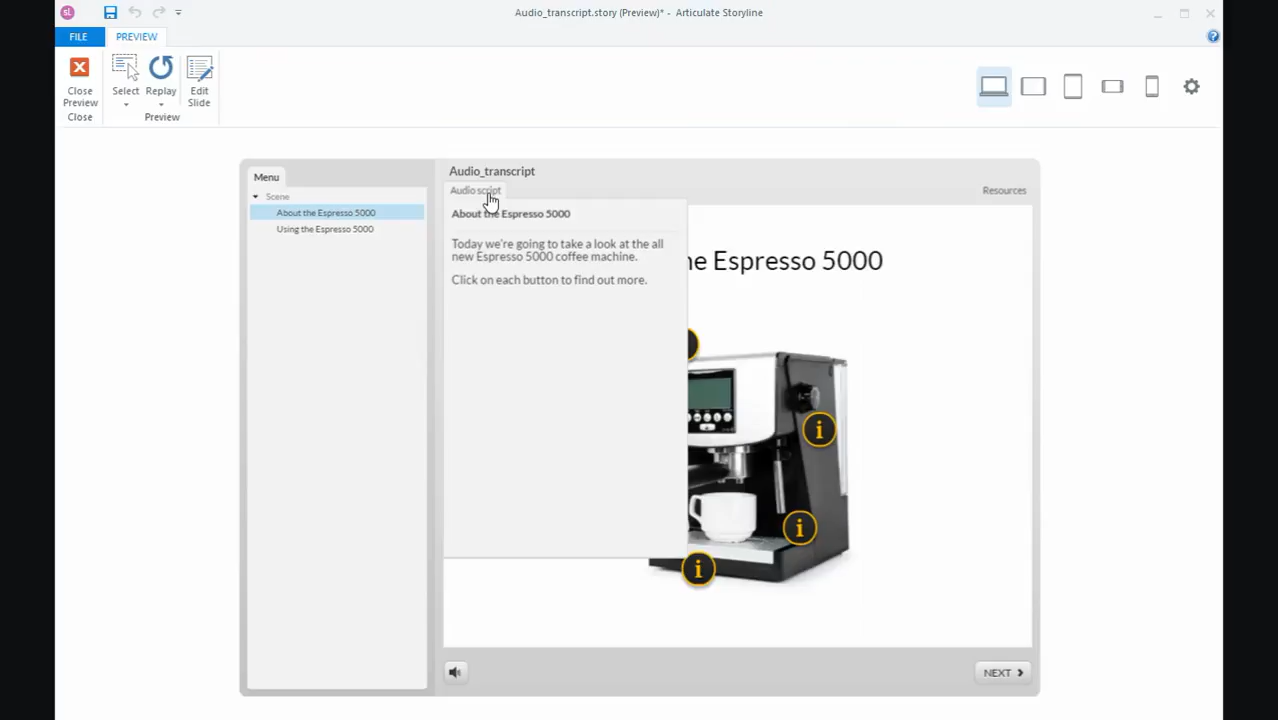 sl
Audio_transcript.story (Preview)* - Articulate Storyline
FILE
PREVIEW
?
Close
Preview
Select
Replay
Edit
Slide
Close
Preview
Menu
Audio_transcript
Scene
Audio script
Resources
About the Espresso 5000
Using the Espresso 5000
About the Espresso 5000
Today we're going to take a look at the all
new Espresso 5000 coffee machine.
Click on each button to find out more.
he Espresso 5000
i
i
i
NEXT